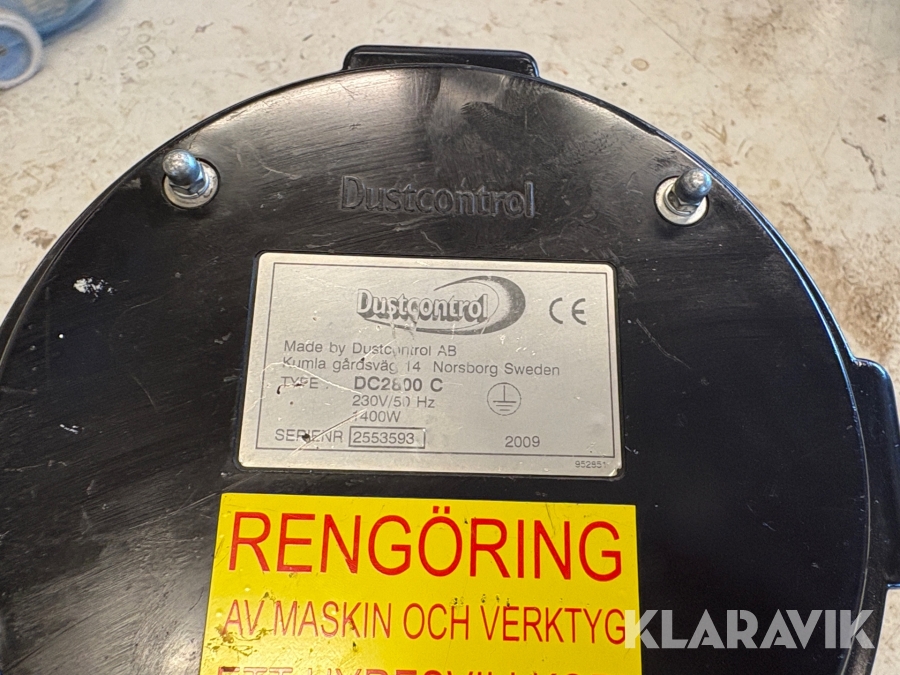 Dustcontrol
Dustcontrol
CE
Made by Dustcontrol AB
Kumla gårdsväg 14 Norsborg Sweden
TYPE : DC2800 C
230V/50 Hz
1400W
SERIENR 2553593
2009
952651
RENGÖRING
AV MASKIN OCH VERKTYG
KLARAVIK